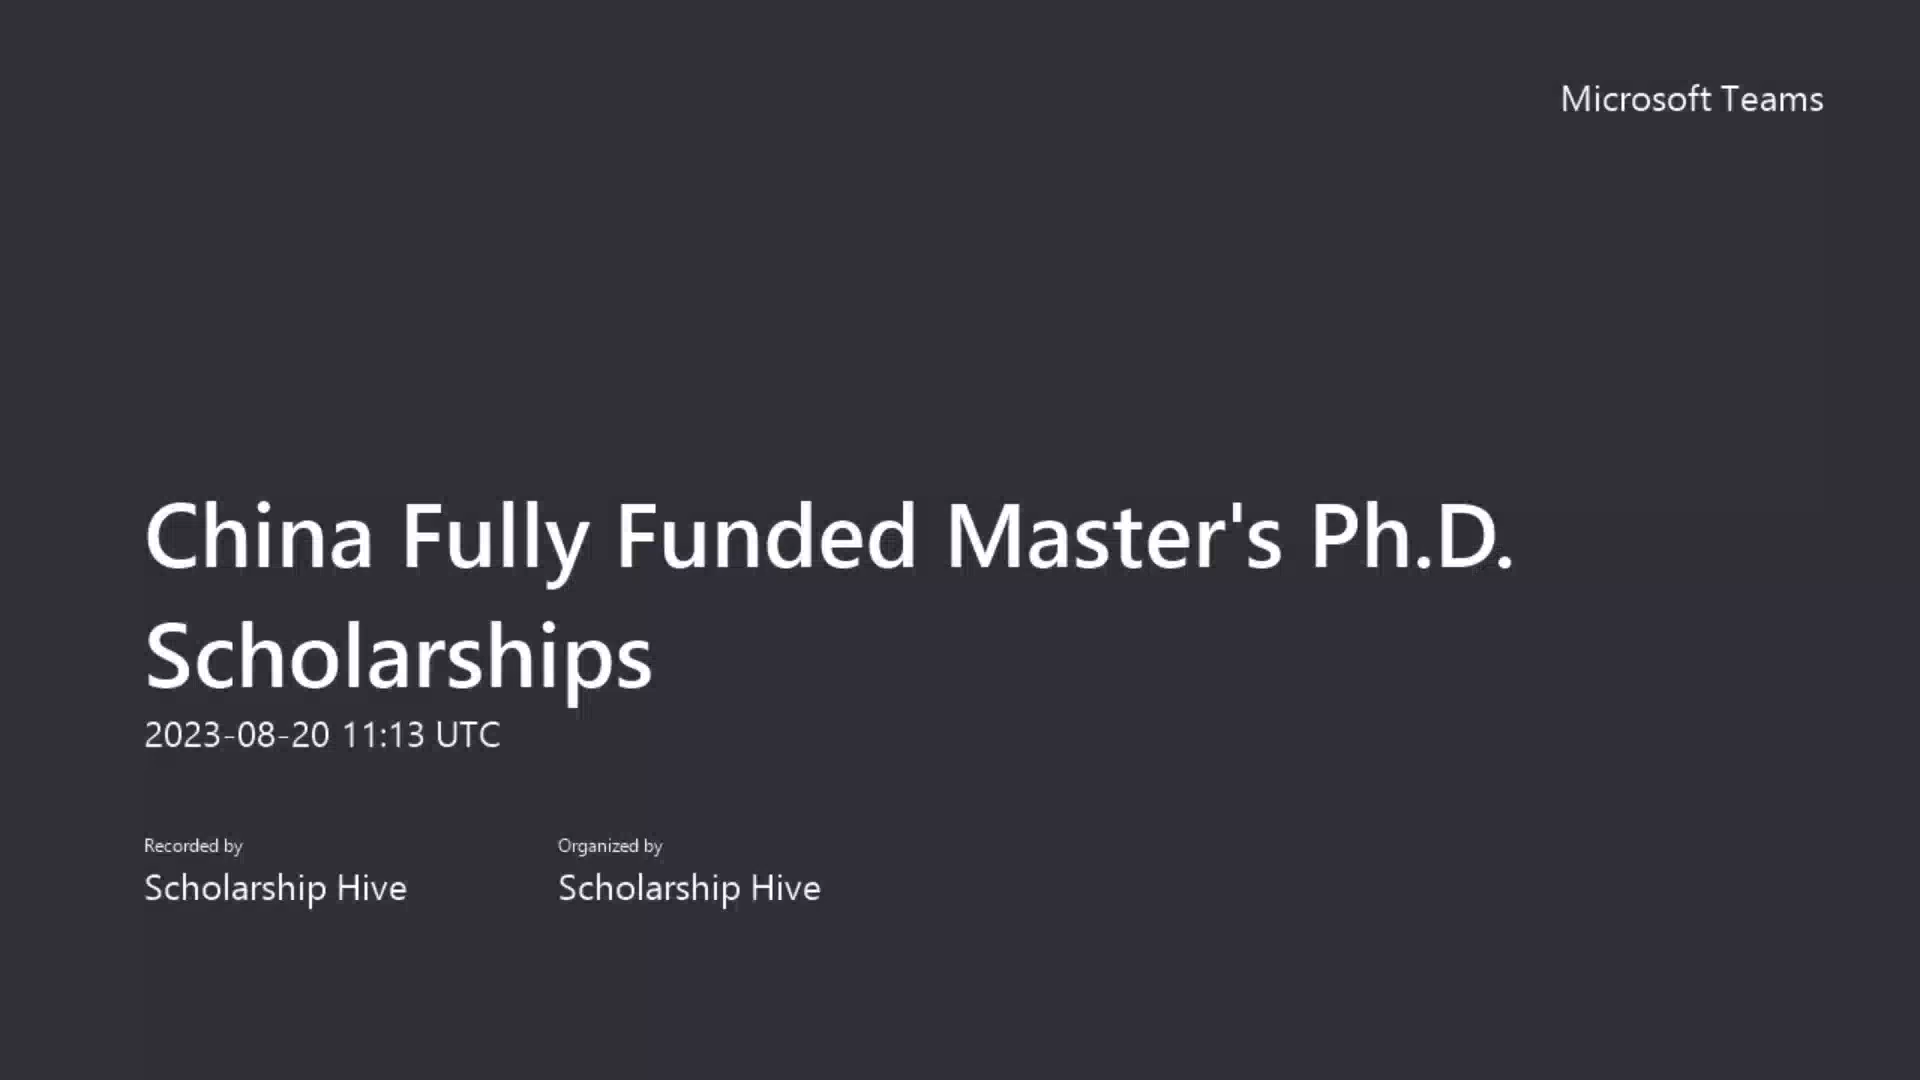 Microsoft Teams
China Fully Funded Master's Ph.D.
Scholarships
2023-08-20 11:13 UTC
Recorded by
Scholarship Hive
Organized by
Scholarship Hive